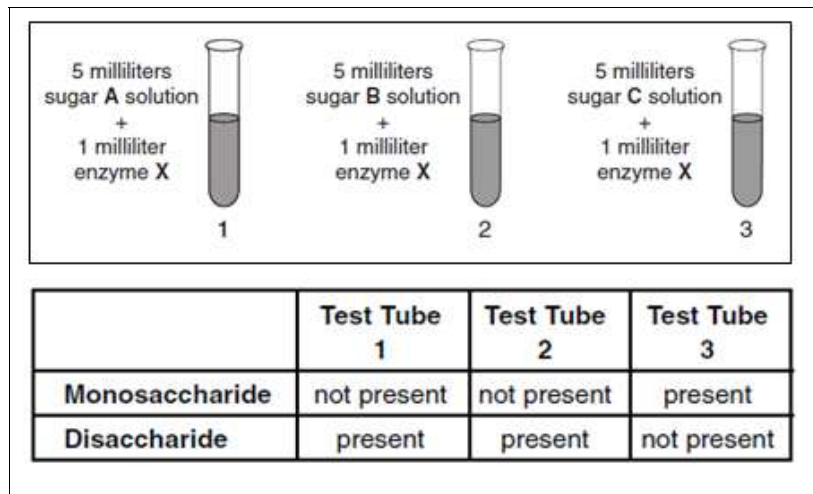 5 milliliters
sugar A solution
+
1 milliliter
enzyme X
1
5 milliliters
sugar B solution
+
1 milliliter
enzyme X
2
5 milliliters
sugar C solution
+
1 milliliter
enzyme X
3
Test Tube 1 Test Tube 2 Test Tube 3
Monosaccharide not present not present present
Disaccharide present present not present